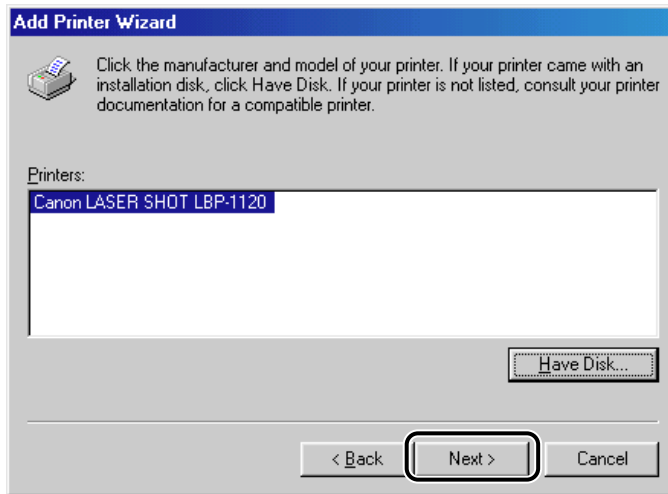 Add Printer Wizard
Click the manufacturer and model of your printer. If your printer came with an
installation disk, click Have Disk. If your printer is not listed, consult your printer
documentation for a compatible printer.
Printers:
Canon LASER SHOT LBP-1120
Have Disk...
< Back Next > Cancel